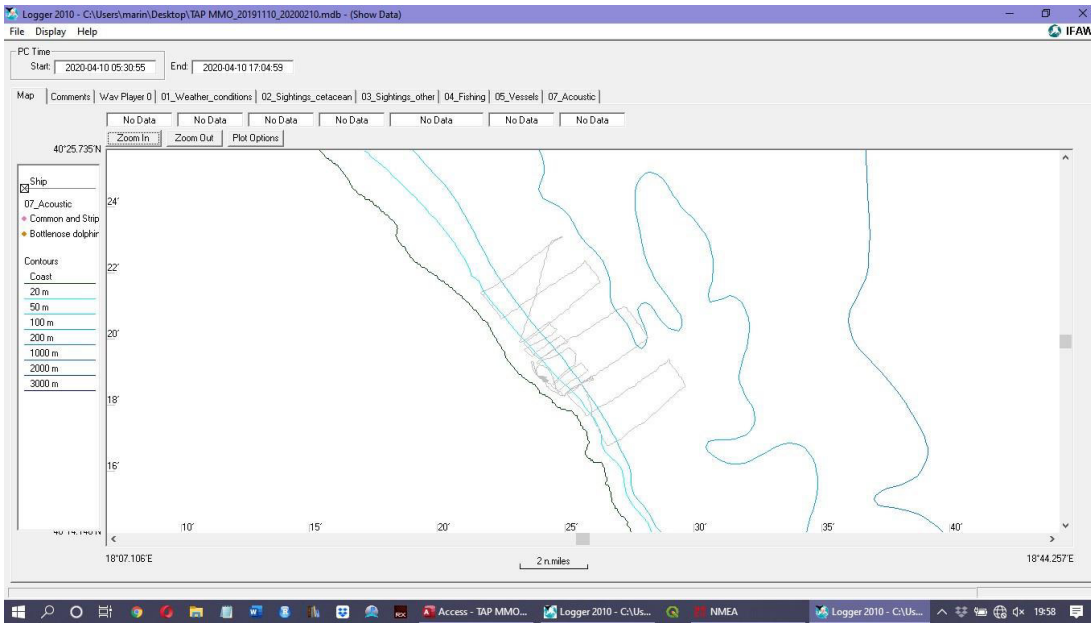 Logger 2010 - C:\Users\marin\Desktop\TAP MMO_20191110_20200210.mdb - (Show Data)
File Display Help
IFAW
PC Time
Start: 2020-04-10 05:30:55 End: 2020-04-10 17:04:59
Map Comments Wav Player 0 01_Weather_conditions 02_Sightings_cetacean 03_Sightings_other 04_Fishing 05_Vessels 07_Acoustic
No Data No Data No Data No Data No Data No Data No Data
Zoom In Zoom Out Plot Options
40°25.735'N
Ship
07_Acoustic
Common and Strip
Bottlenose dolphin
Contours
Coast
20 m
50 m
100 m
200 m
1000 m
2000 m
3000 m
24'
22'
20'
18'
16'
10' 15' 20' 25' 30' 35' 40'
18°07.106'E
2 n.miles
18°44.257'E
Access - TAP MMO... Logger 2010 - C:\Us... NMEA Logger 2010 - C:\Us... 19:58